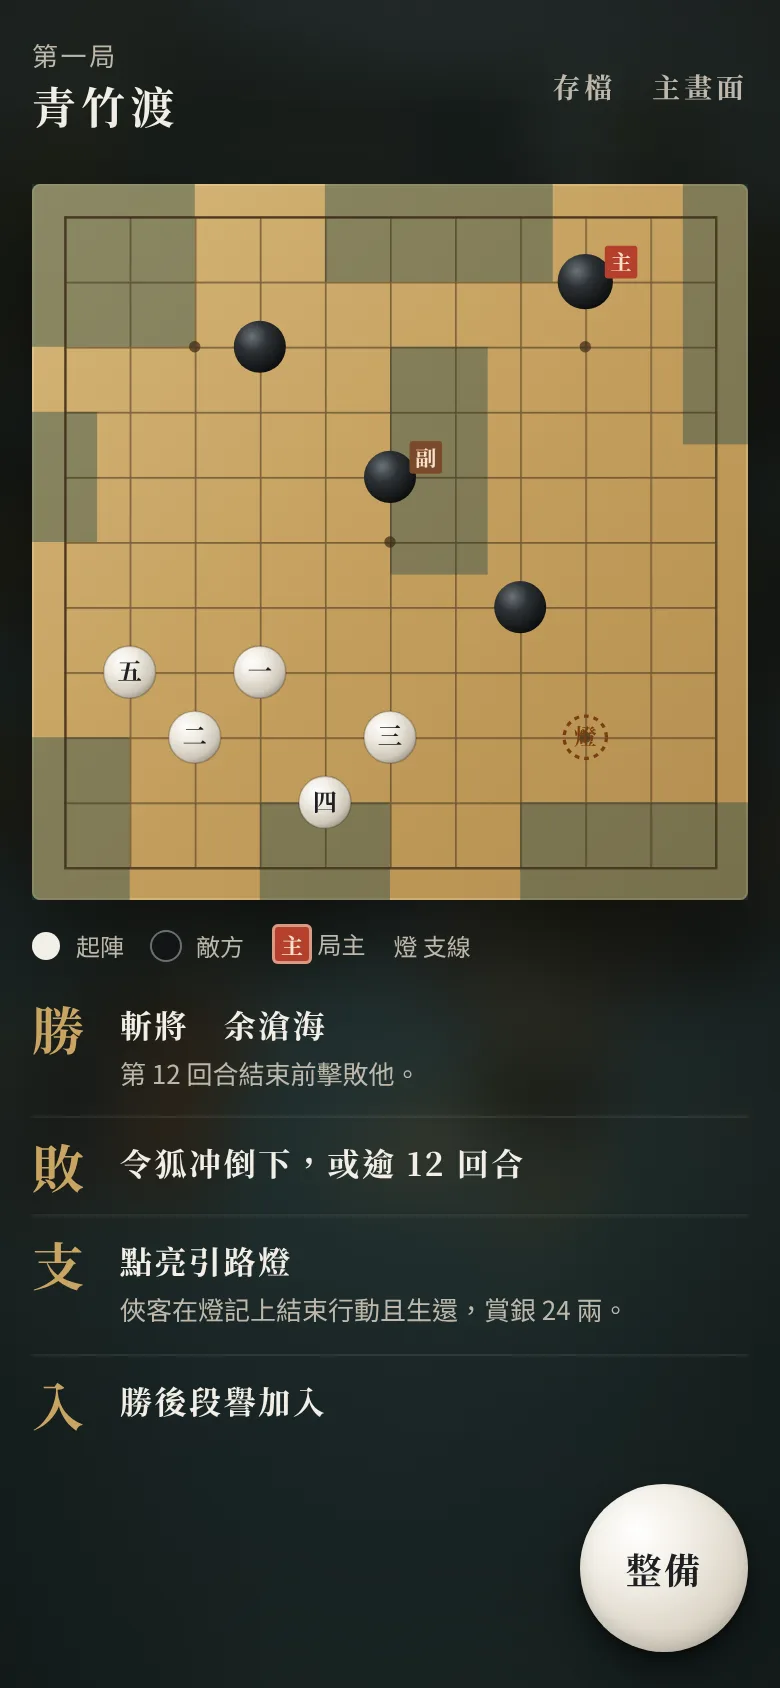 第一局
青竹渡
存檔 主畫面
主
副
五 一
二 三 燈
四
起陣 敵方 主 局主 燈 支線
勝 斬將 余滄海
第 12 回合結束前擊敗他。
敗 令狐冲倒下，或逾 12 回合
支 點亮引路燈
俠客在燈記上結束行動且生還，賞銀 24 兩。
入 勝後段譽加入
整備